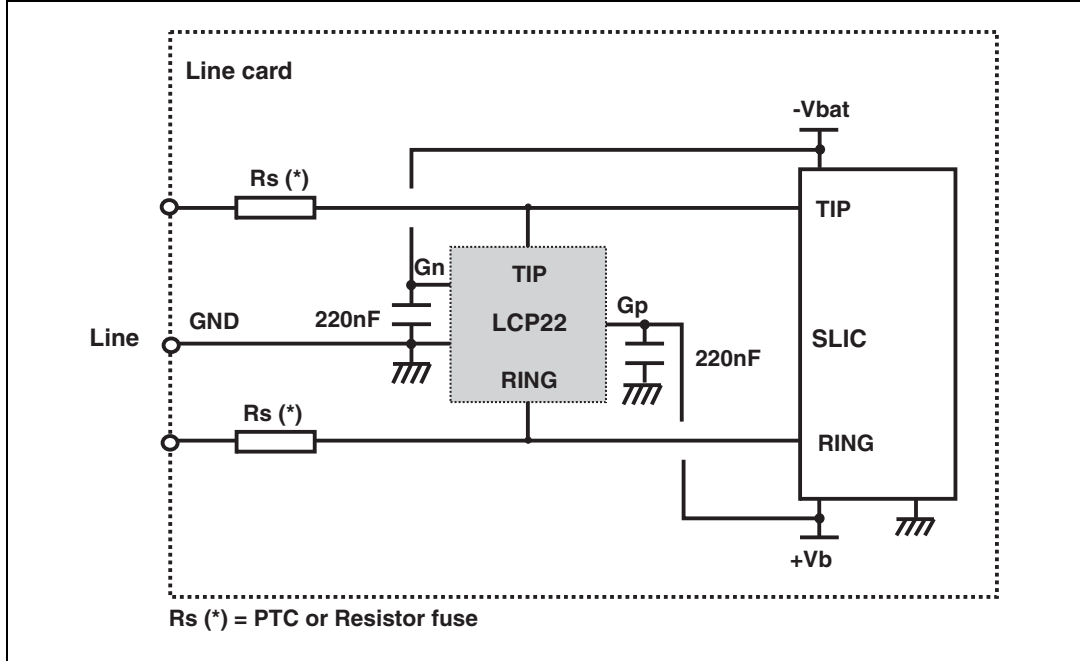 Line card
-Vbat
Rs (*)
TIP
Gn
TIP
Gp
220nF
LCP22
GND
Line
SLIC
220nF
RING
Rs (*)
RING
+Vb
Rs (*) = PTC or Resistor fuse